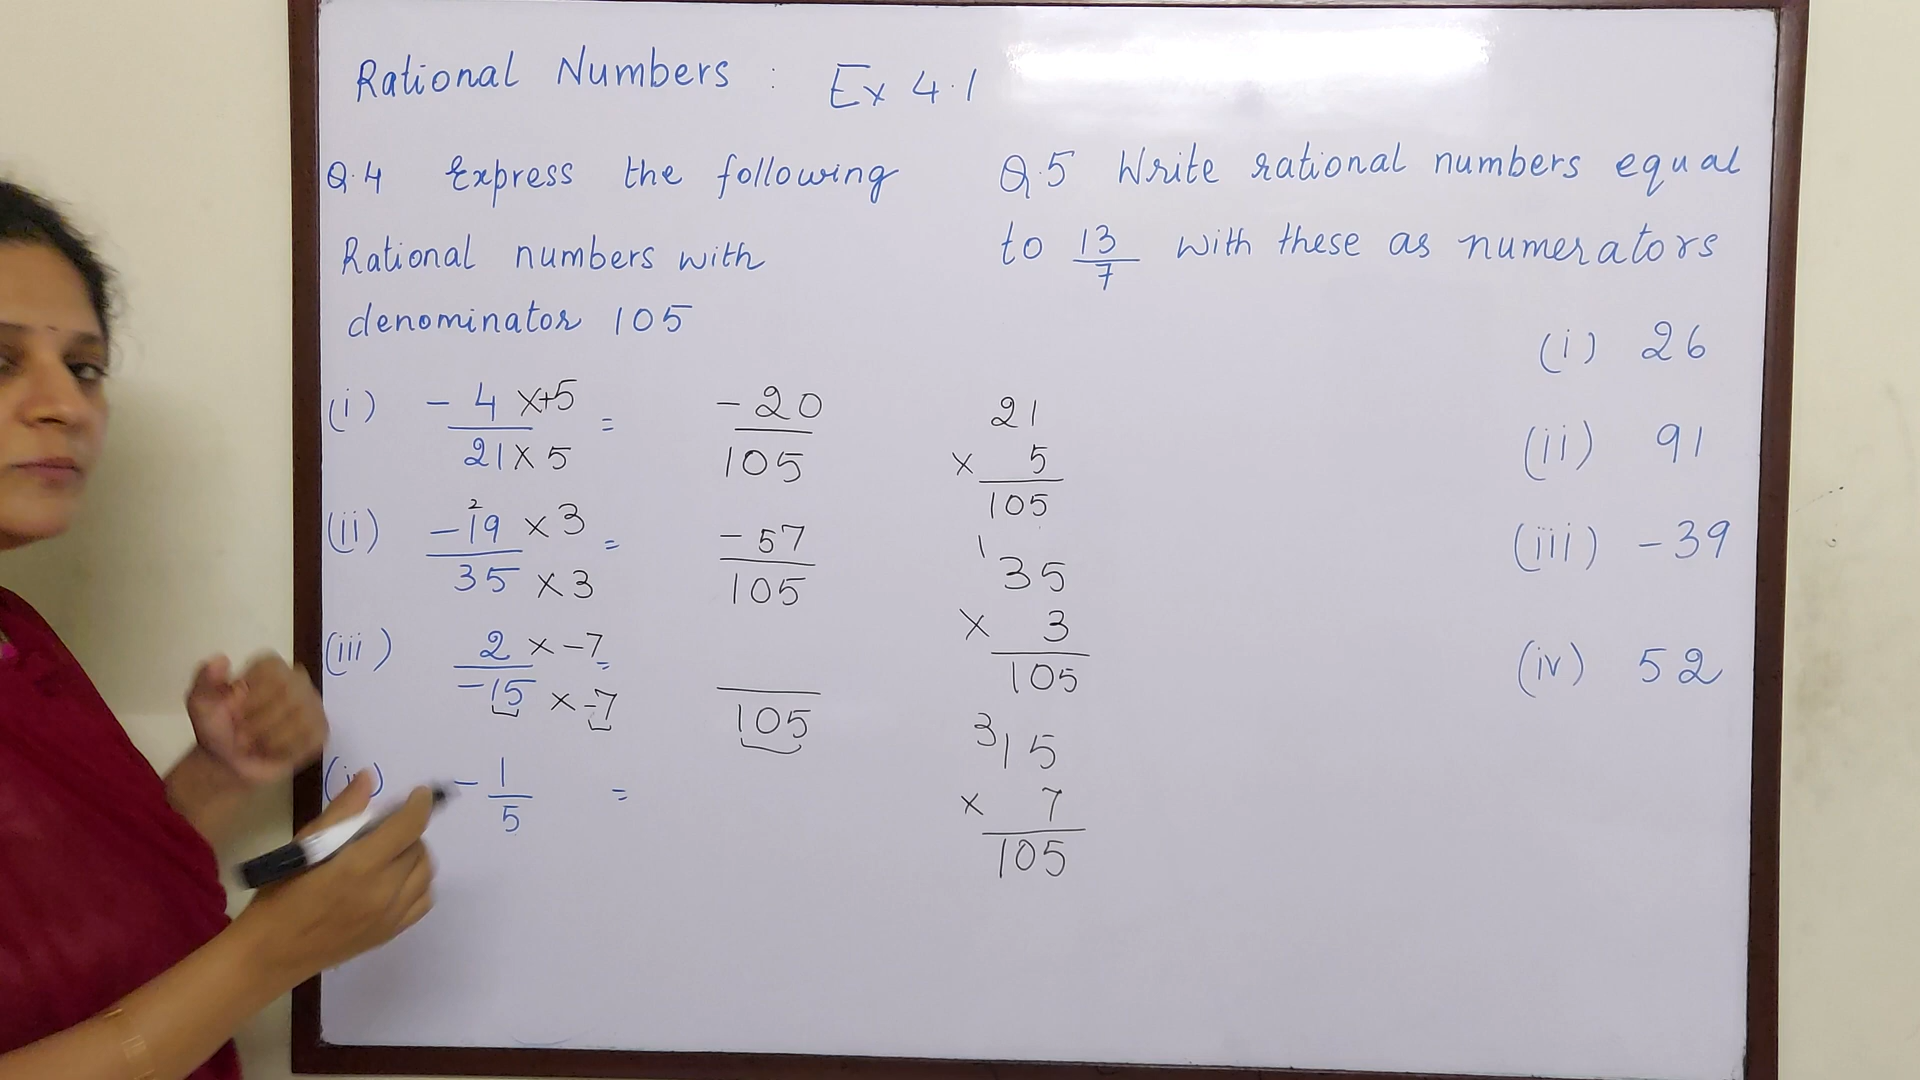 Rational Numbers : Ex 4.1
Q.4 Express the following
Rational numbers with
denominator 105
(i) - 4 x+5 = - 20
21 x 5 105
(ii) 2
-19 x 3 = - 57
35 x 3 105
(iii) 2 x -7 =
-15 x -7 105
- 1 =
5
21
x 5
105
1
35
x 3
105
3
15
x 7
105
Q.5 Write rational numbers equal
to 13/7 with these as numerators
(i) 26
(ii) 91
(iii) -39
(iv) 52